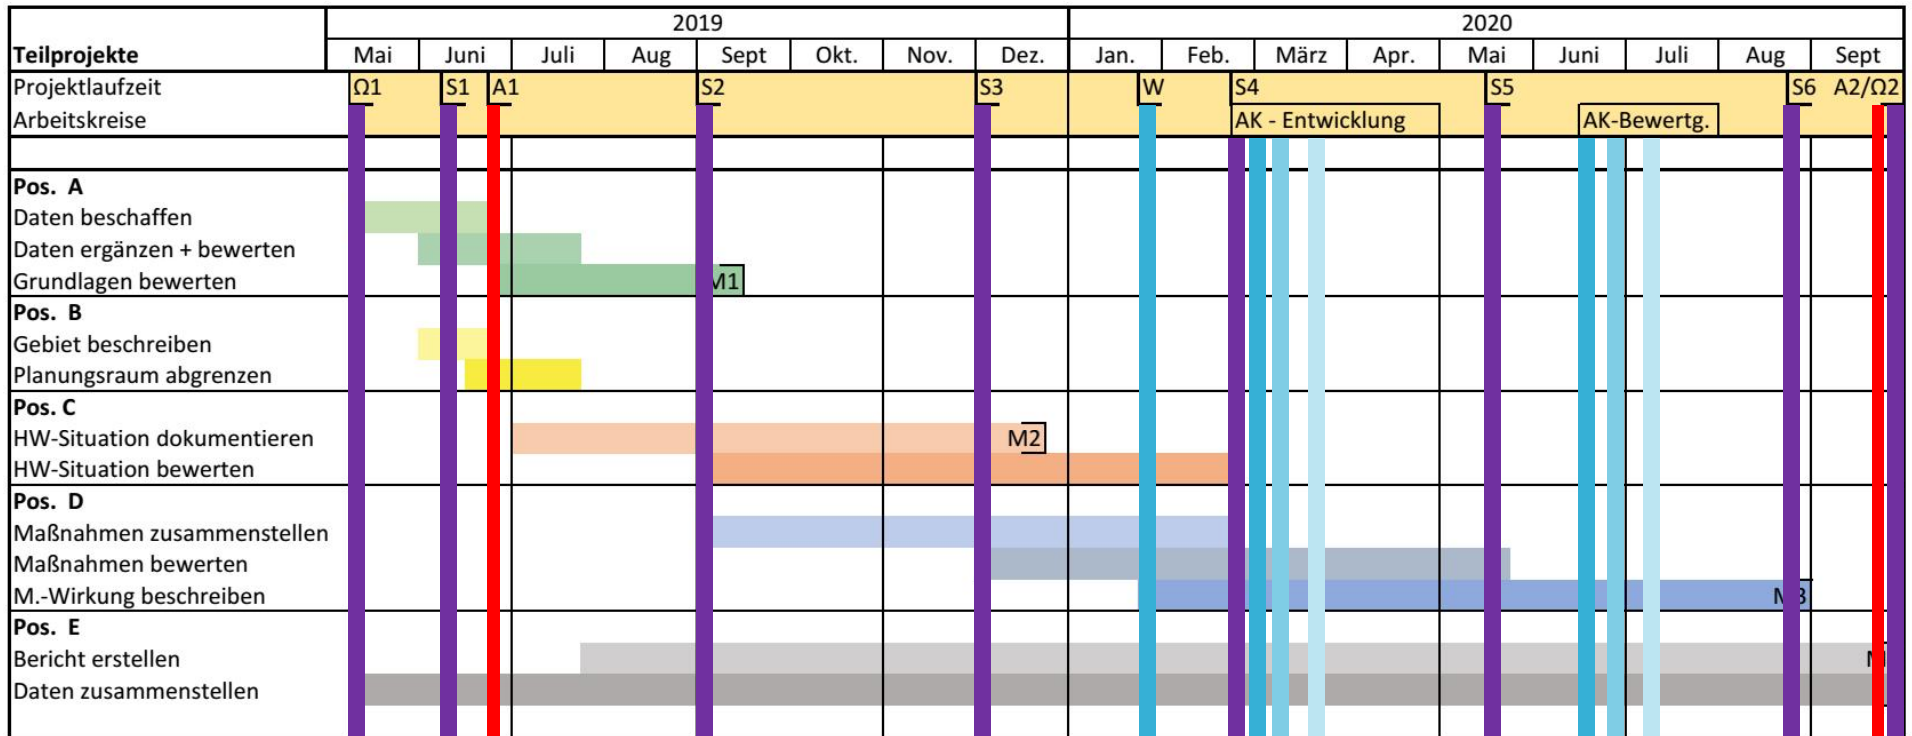 2019 2020
Teilprojekte Mai Juni Juli Aug Sept Okt. Nov. Dez. Jan. Feb. März Apr. Mai Juni Juli Aug Sept
Projektlaufzeit Ω1 S1 A1 S2 S3 W S4 S5 S6 A2/Ω2
Arbeitskreise AK - Entwicklung AK-Bewertg.
Pos. A
Daten beschaffen
Daten ergänzen + bewerten
Grundlagen bewerten M1
Pos. B
Gebiet beschreiben
Planungsraum abgrenzen
Pos. C
HW-Situation dokumentieren M2
HW-Situation bewerten
Pos. D
Maßnahmen zusammenstellen
Maßnahmen bewerten
M.-Wirkung beschreiben M3
Pos. E
Bericht erstellen
Daten zusammenstellen